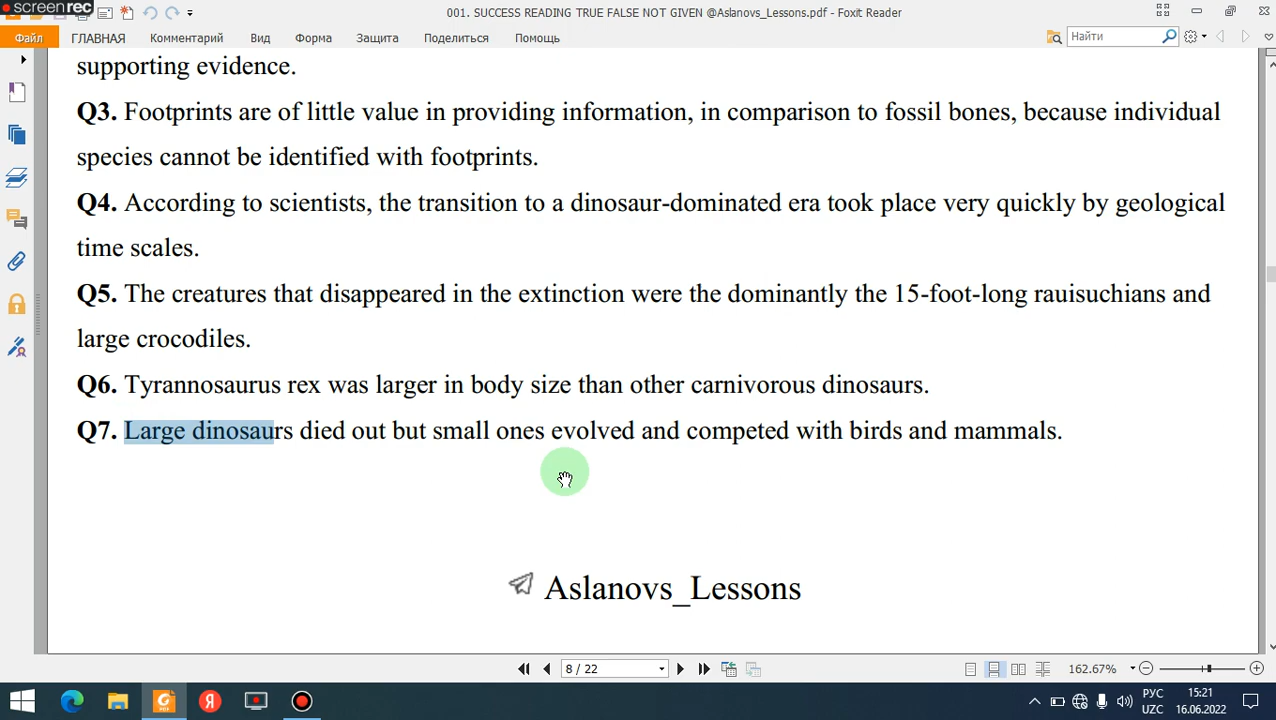 screenrec
001. SUCCESS READING TRUE FALSE NOT GIVEN @Aslanovs_Lessons.pdf - Foxit Reader
Файл ГЛАВНАЯ Комментарий Вид Форма Защита Поделиться Помощь Найти
supporting evidence.
Q3. Footprints are of little value in providing information, in comparison to fossil bones, because individual
species cannot be identified with footprints.
Q4. According to scientists, the transition to a dinosaur-dominated era took place very quickly by geological
time scales.
Q5. The creatures that disappeared in the extinction were the dominantly the 15-foot-long rauisuchians and
large crocodiles.
Q6. Tyrannosaurus rex was larger in body size than other carnivorous dinosaurs.
Q7. Large dinosaurs died out but small ones evolved and competed with birds and mammals.
Aslanovs_Lessons
8 / 22 162.67%
РУС 15:21
UZC 16.06.2022